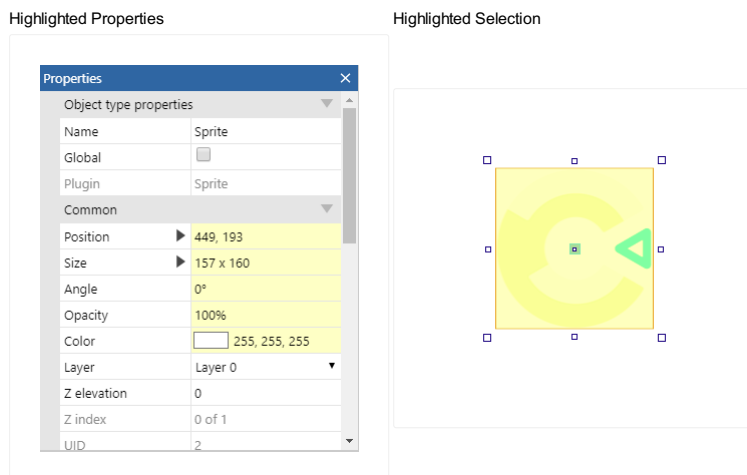 Highlighted Properties
Highlighted Selection
Properties
Object type properties
Name Sprite
Global
Plugin Sprite
Common
Position 449, 193
Size 157 x 160
Angle 0°
Opacity 100%
Color 255, 255, 255
Layer Layer 0
Z elevation 0
Z index 0 of 1
UID 2